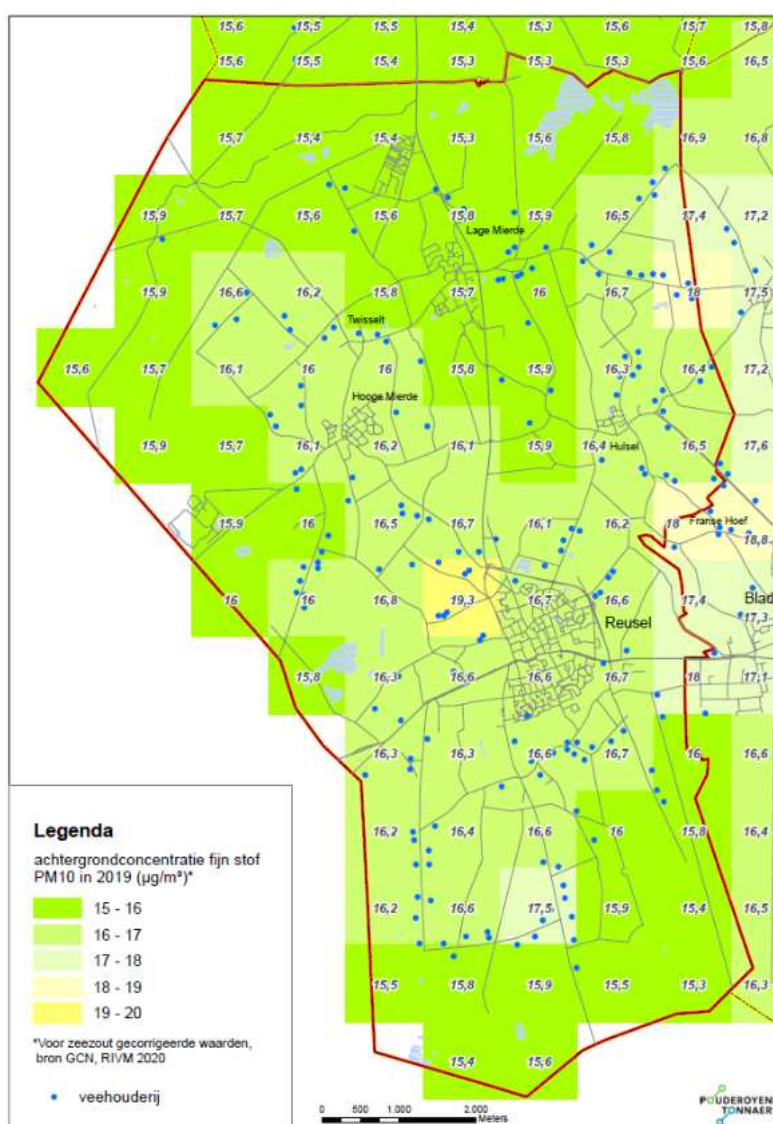 15,6 15,5 15,5 15,4 15,3 15,6 15,7 15,8
15,6 15,5 15,4 15,3 15,3 15,3 15,6 16,5
15,7 15,4 15,4 15,3 15,6 15,8 16,9 16,8
15,9 15,7 15,6 15,6 15,8 15,9 16,5 17,4 17,2
Lage Mierde
15,9 16,6 16,2 15,8 15,7 16 16,7 18 17,5
Twisselt
15,6 15,7 16,1 16 16 15,8 15,9 16,3 16,4 17,2
Hooge Mierde
15,9 15,7 16,1 16,2 16,1 15,9 16,4 16,5 17,6
Hulsel
15,9 16 16,5 16,7 16,1 16,2 18 18,8
Franse Hoef
16 16 16,8 19,3 16,7 16,6 17,4 17,3
Blad
Reusel
15,8 16,3 16,6 16,6 16,7 18 17,1
16,3 16,3 16,6 16,7 16 16,6
16,2 16,4 16,6 16 15,8 16,4
16,2 16,6 17,5 15,9 15,4 16,5
15,5 15,8 15,9 15,5 15,3 16,3
15,4 15,6
Legenda
achtergrondconcentratie fijn stof
PM10 in 2019 (µg/m³)*
15 - 16
16 - 17
17 - 18
18 - 19
19 - 20
*Voor zeezout gecorrigeerde waarden,
bron GCN, RIVM 2020
veehouderij
0 500 1.000 2.000
Meters
POUDEROYEN
TONNAER